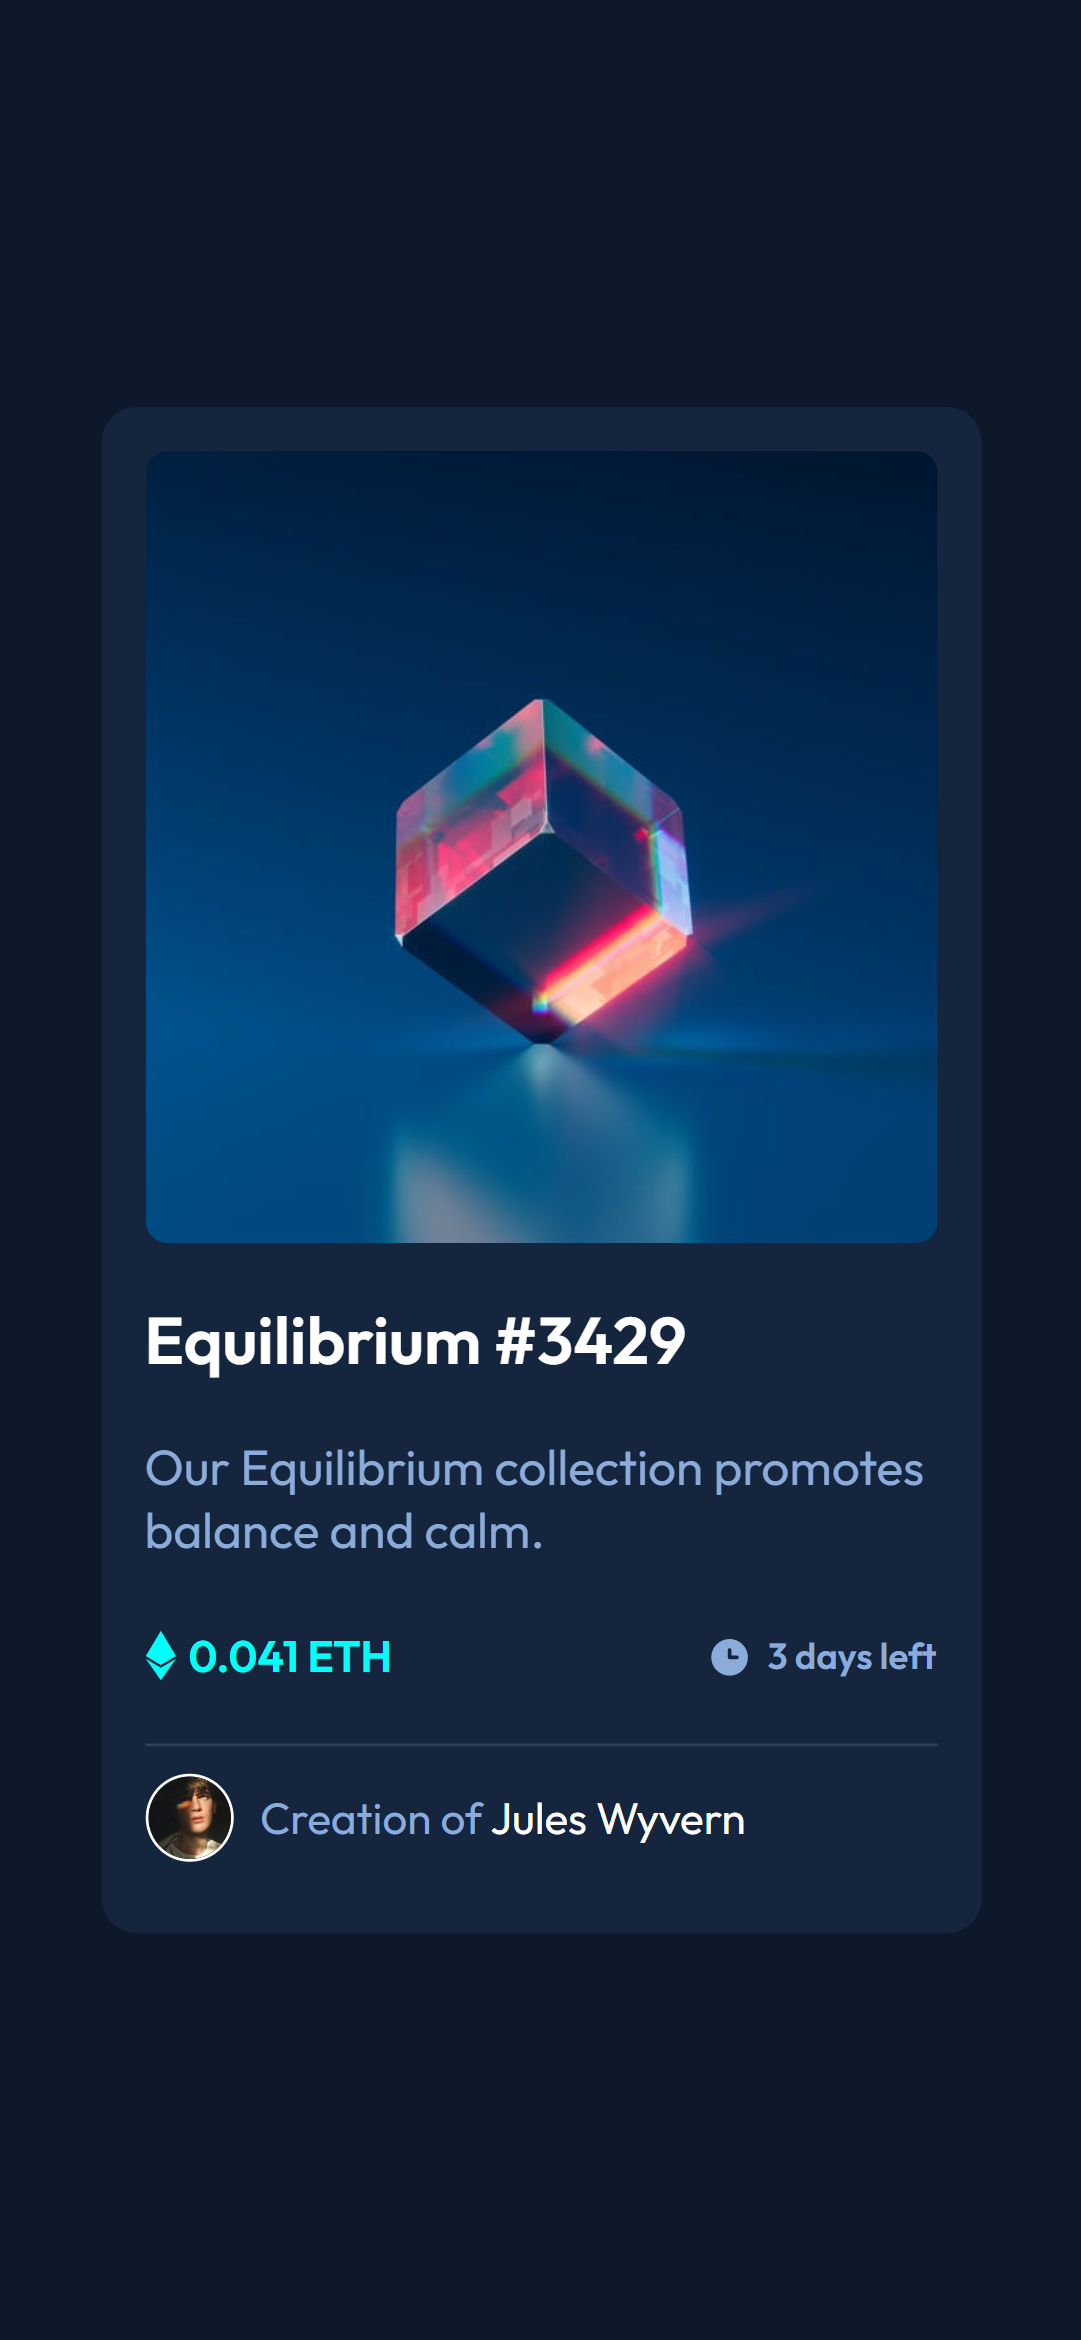 Equilibrium #3429
Our Equilibrium collection promotes
balance and calm.
0.041 ETH
3 days left
Creation of Jules Wyvern